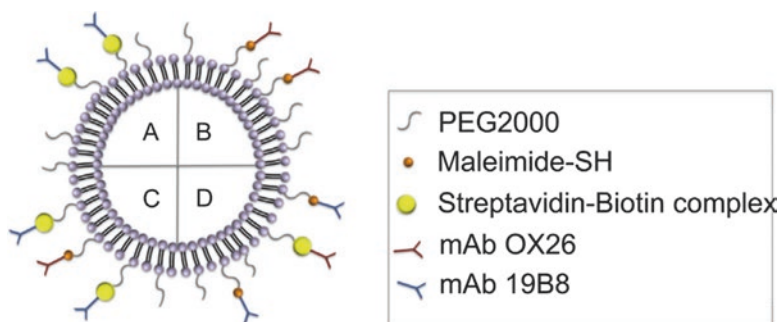 A B
C D
PEG2000
Maleimide-SH
Streptavidin-Biotin complex
mAb OX26
mAb 19B8